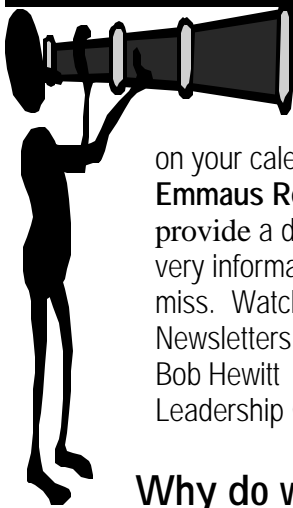 on your cale
Emmaus Re
provide a d
very informa
miss. Watch
Newsletters
Bob Hewitt
Leadership
Why do w